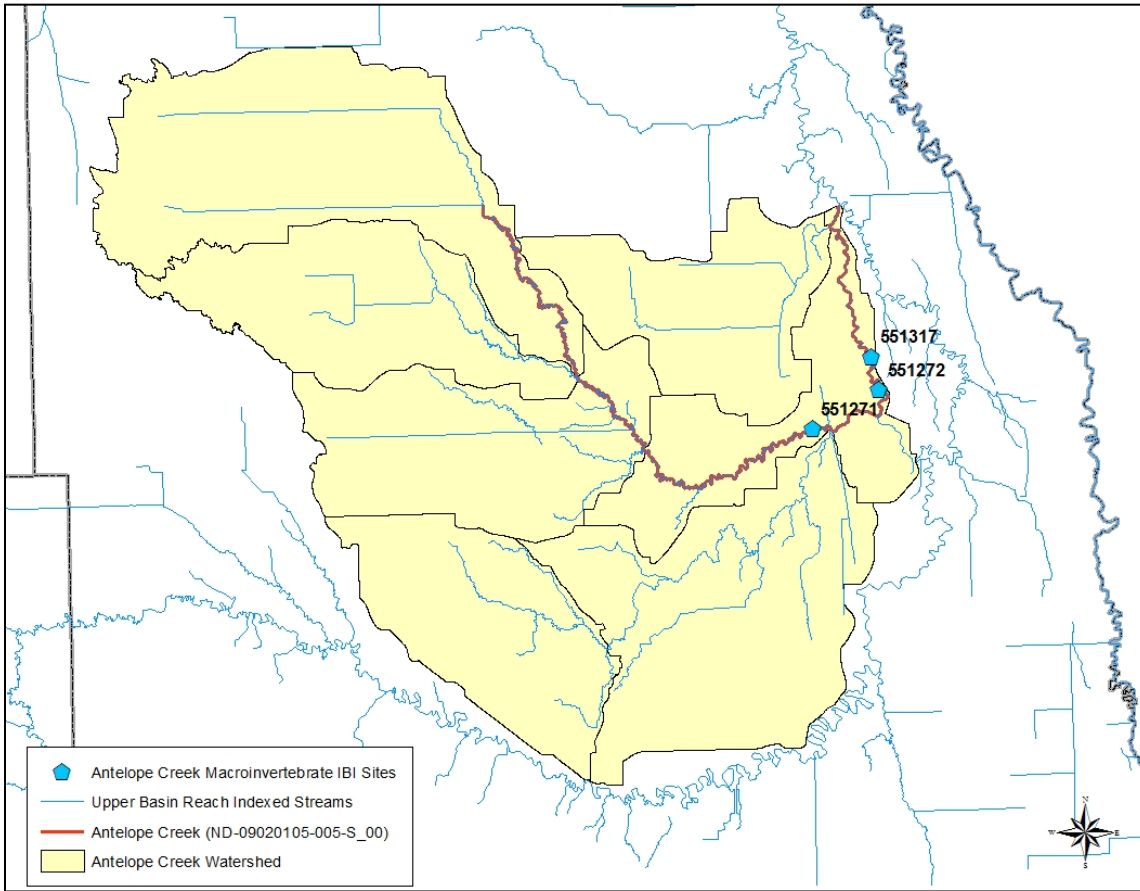 551317
551272
551271
Antelope Creek Macroinvertebrate IBI Sites
Upper Basin Reach Indexed Streams
Antelope Creek (ND-09020105-005-S_00)
Antelope Creek Watershed
N
W
E
S